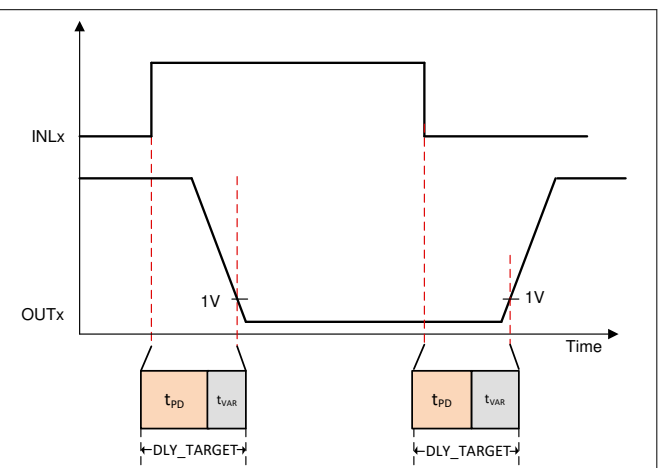 INLx
1V
1V
OUTx
Time
tPD
tVAR
tPD
tVAR
DLY_TARGET
DLY_TARGET